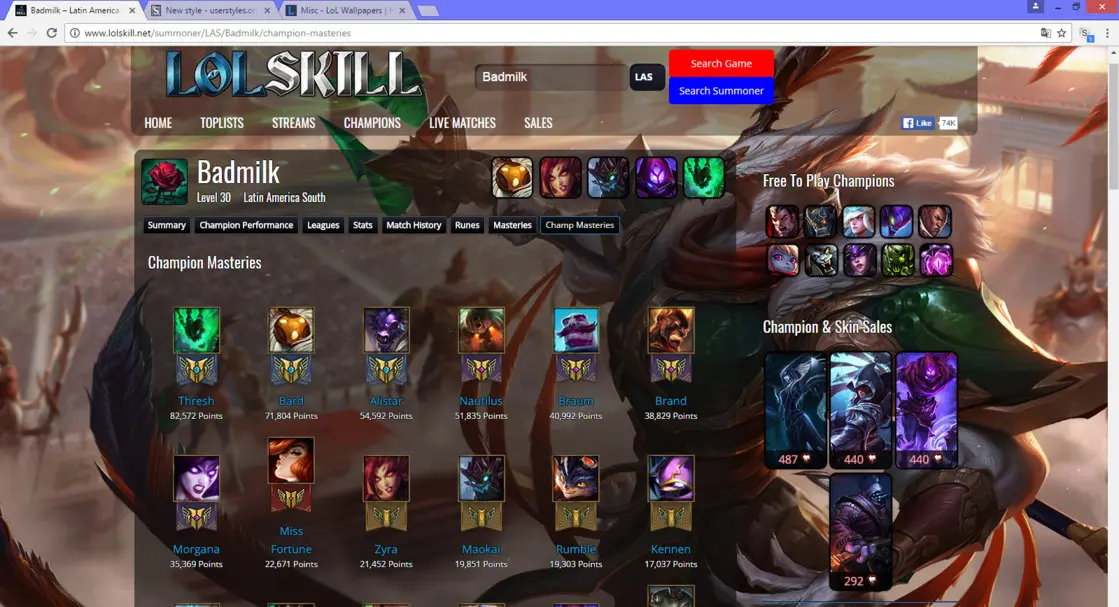 Badmilk – Latin America
New style - userstyles.or
Misc - LoL Wallpapers | H
www.lolskill.net/summoner/LAS/Badmilk/champion-masteries
LOLSKILL
Badmilk
LAS
Search Game
Search Summoner
HOME
TOPLISTS
STREAMS
CHAMPIONS
LIVE MATCHES
SALES
Like
74K
Badmilk
Level 30 Latin America South
Summary
Champion Performance
Leagues
Stats
Match History
Runes
Masteries
Champ Masteries
Free To Play Champions
Champion Masteries
Thresh
82,572 Points
Bard
71,804 Points
Alistar
54,592 Points
Nautilus
51,835 Points
Braum
40,992 Points
Brand
38,829 Points
Morgana
35,369 Points
Miss
Fortune
22,671 Points
Zyra
21,452 Points
Maokai
19,851 Points
Rumble
19,303 Points
Kennen
17,037 Points
Champion & Skin Sales
487
440
440
292